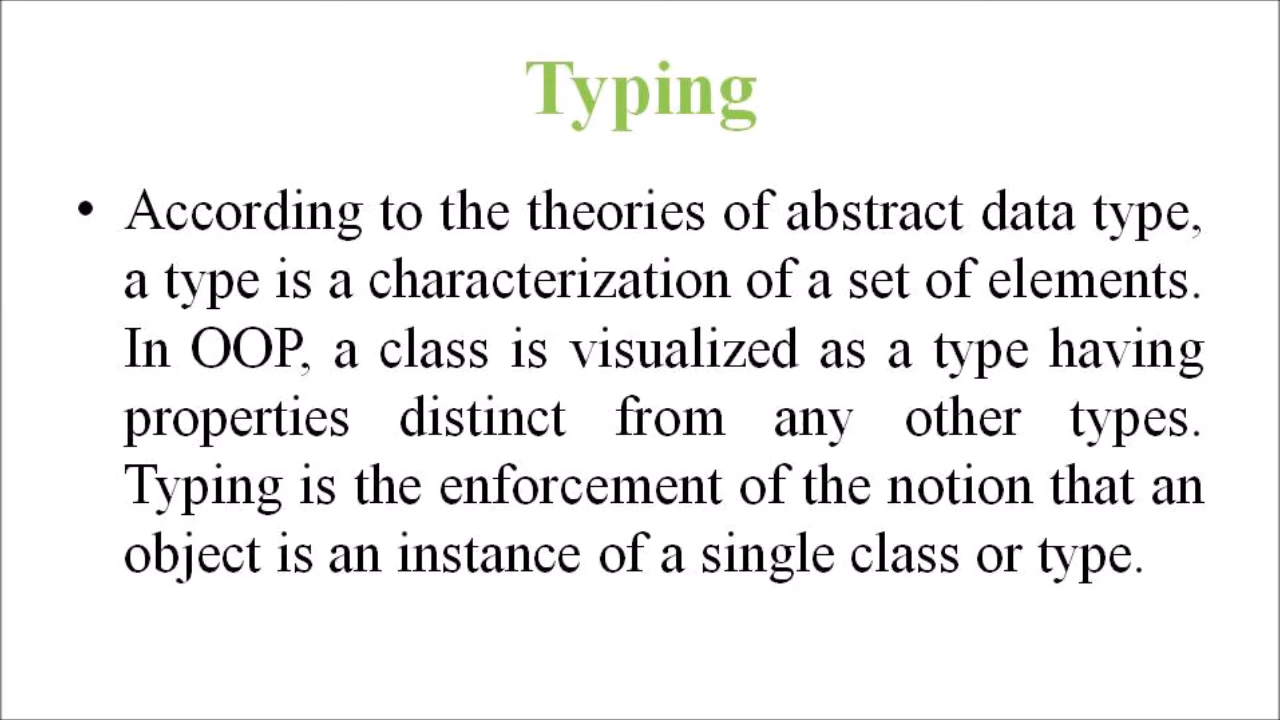 Typing
• According to the theories of abstract data type,
a type is a characterization of a set of elements.
In OOP, a class is visualized as a type having
properties distinct from any other types.
Typing is the enforcement of the notion that an
object is an instance of a single class or type.